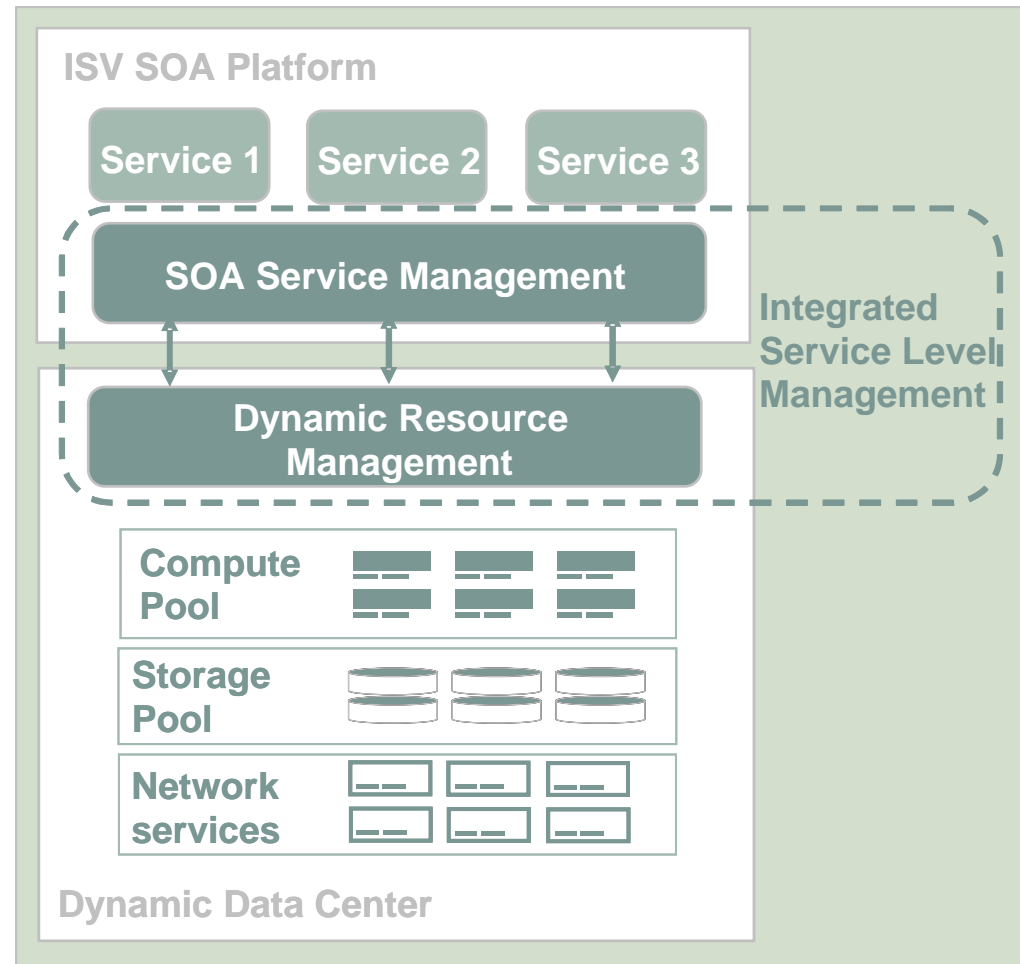 ISV SOA Platform
Service 1
Service 2
Service 3
SOA Service Management
Integrated
Service Level
Management
Dynamic Resource
Management
Compute
Pool
Storage
Pool
Network
services
Dynamic Data Center